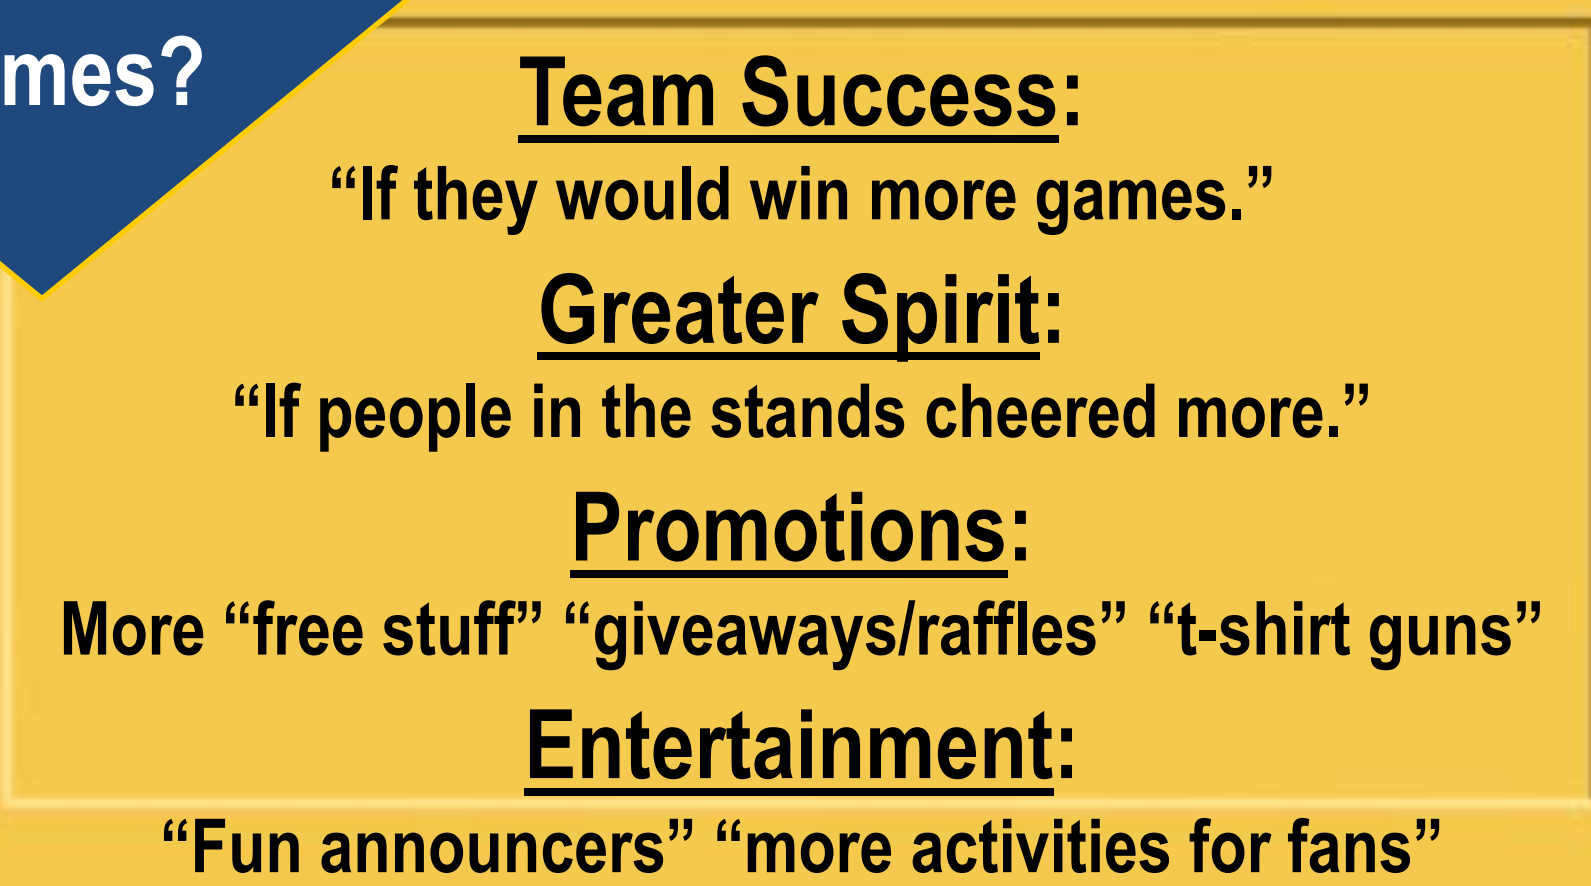 mes?
Team Success:
“If they would win more games.”
Greater Spirit:
“If people in the stands cheered more.”
Promotions:
More “free stuff” “giveaways/raffles” “t-shirt guns”
Entertainment:
“Fun announcers” “more activities for fans”